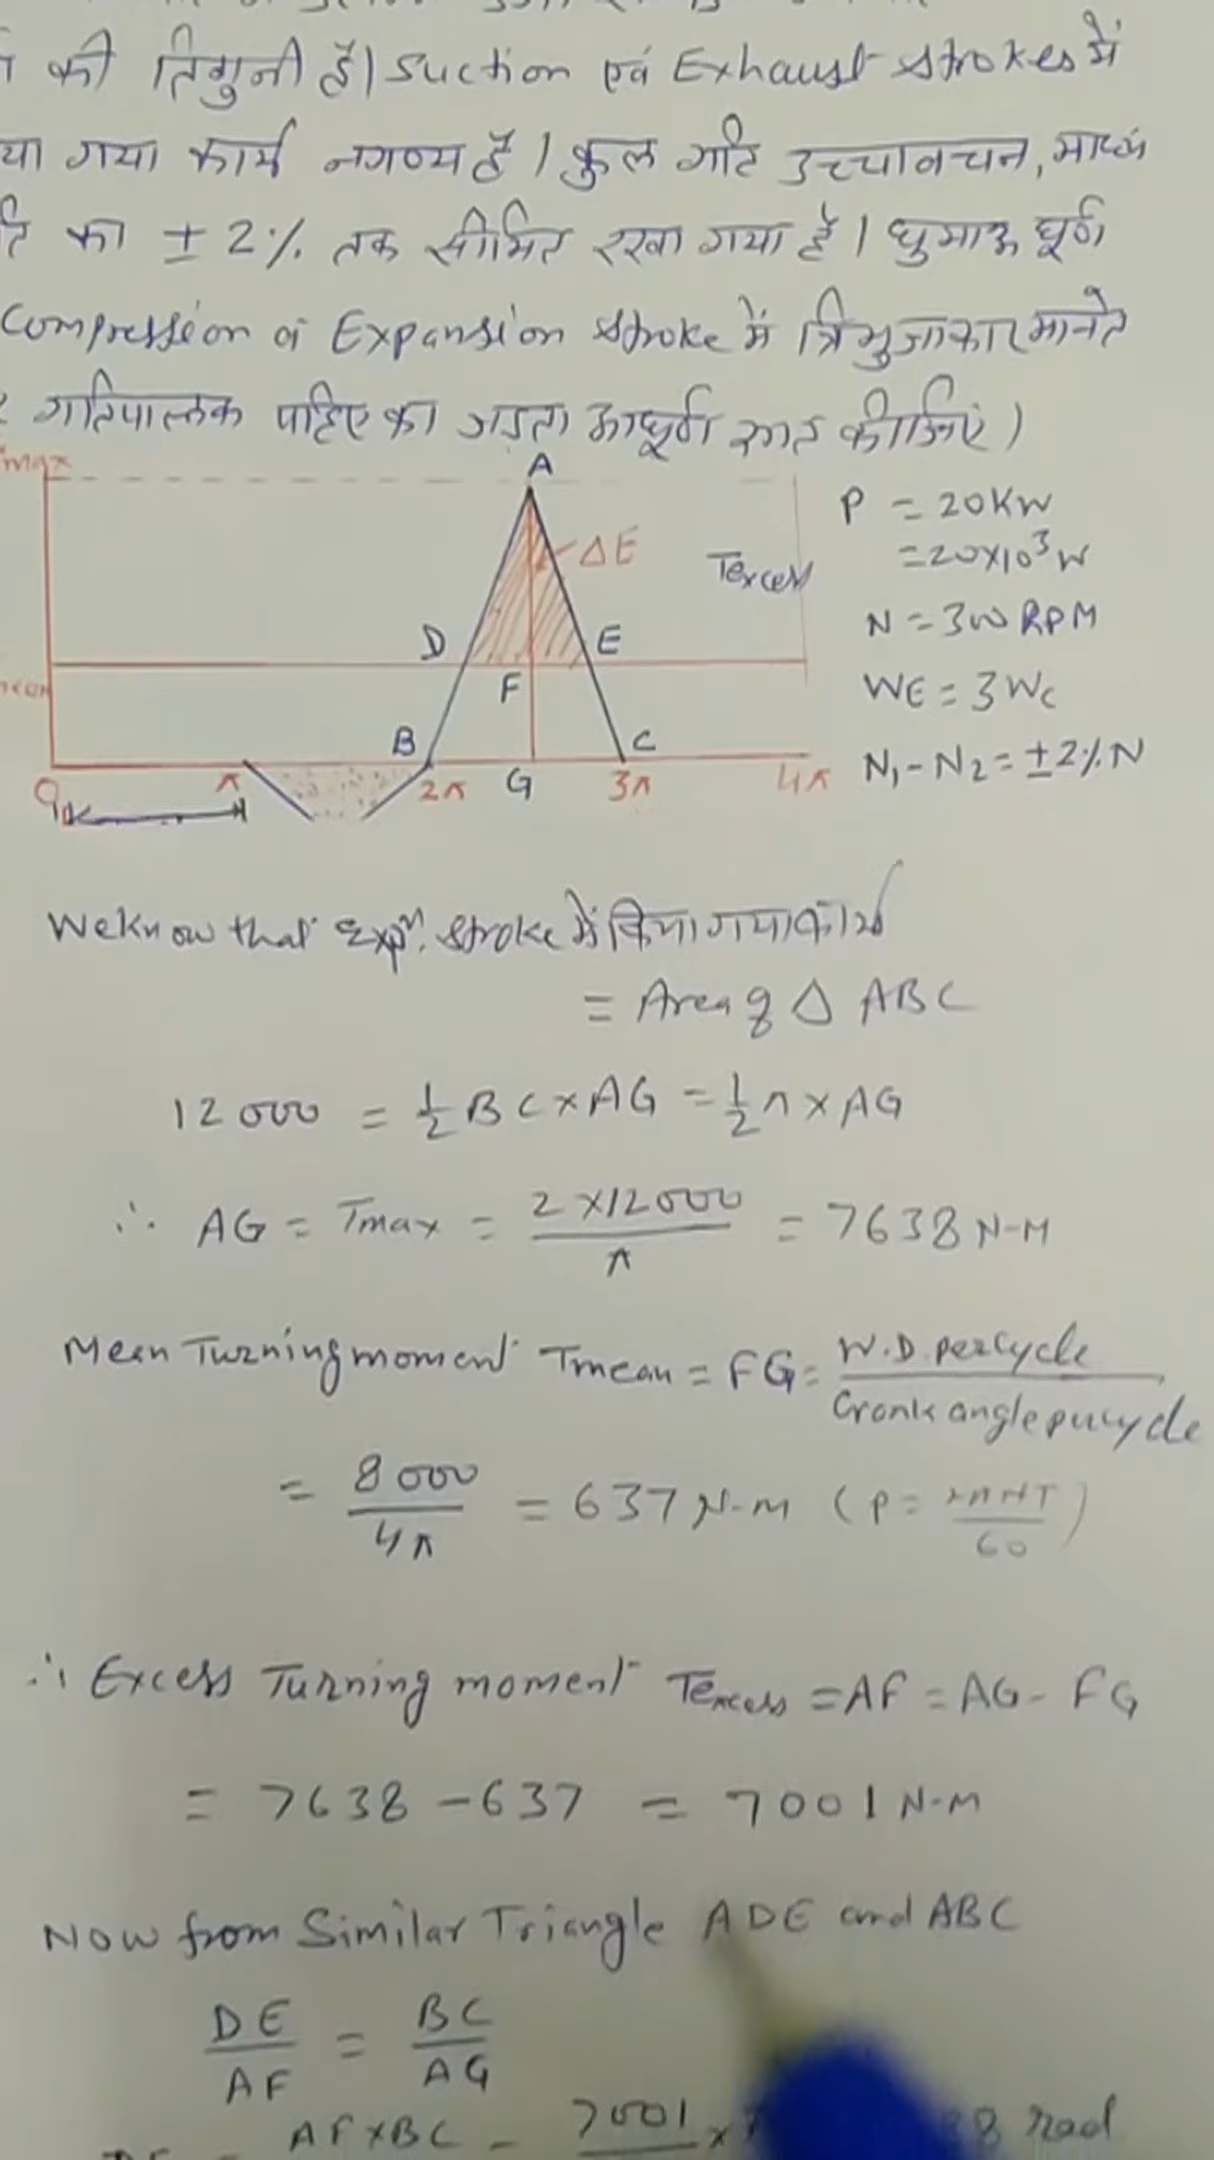 की तिगुनी है। Suction एवं Exhaust strokes में
या गया कार्य नगण्य है। कुल गति उच्चावचन, माध्य
का ± 2% तक सीमित रखा गया है। घुमाऊ घूर्ण
Compression व Expansion stroke में त्रिभुजाकार मानते
गतिपालक पहिए का जड़ता आघूर्ण ज्ञात कीजिए।
max
A
ΔE
Texcess
D
E
F
B
C
0
π
2π
G
3π
4π
P = 20KW
= 20×10³ W
N = 300 RPM
WE = 3Wc
N₁ - N₂ = ±2% N
We know that Expⁿ. stroke में किया गया कार्य
= Area of Δ ABC
12000 = ½ BC × AG = ½ π × AG
∴ AG = Tmax = 2×12000 / π = 7638 N-M
Mean Turning moment Tmean = FG = W.D. per cycle / Crank angle per cycle
= 8000 / 4π = 637 N-M (P = 2πNT / 60)
∴ Excess Turning moment Texcess = AF = AG - FG
= 7638 - 637 = 7001 N-M
Now from Similar Triangle ADE and ABC
DE / AF = BC / AG
AF×BC = 7001 × rad